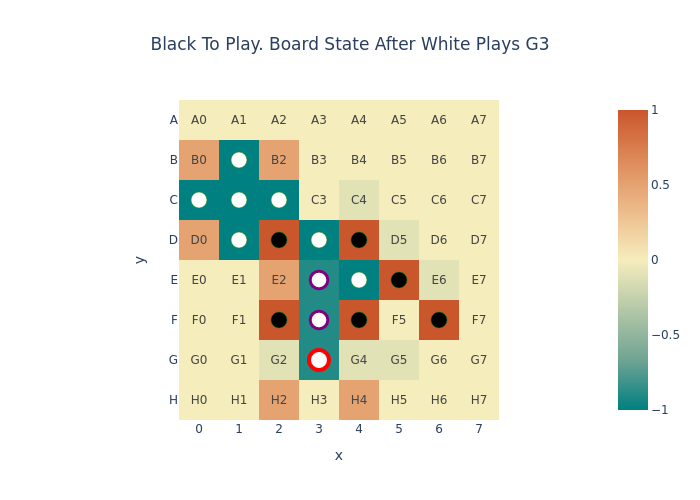 Black To Play. Board State After White Plays G3
A A0 A1 A2 A3 A4 A5 A6 A7
B B0 B2 B3 B4 B5 B6 B7
C C3 C4 C5 C6 C7
D D0 D5 D6 D7
E E0 E1 E2 E6 E7
F F0 F1 F5 F7
G G0 G1 G2 G4 G5 G6 G7
H H0 H1 H2 H3 H4 H5 H6 H7
0 1 2 3 4 5 6 7
x
y
1
0.5
0
−0.5
−1